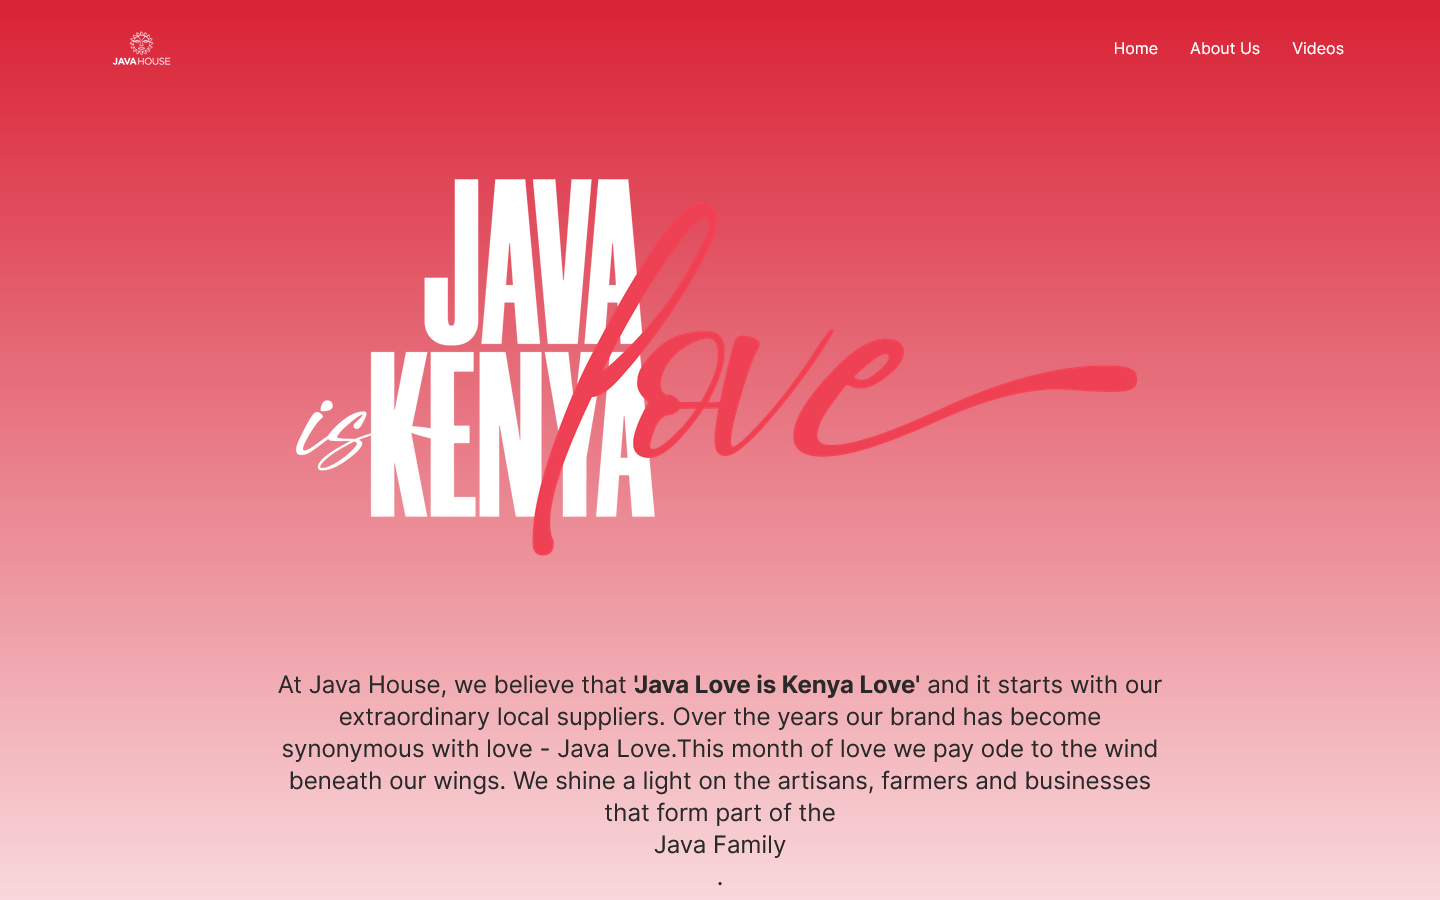 JAVA HOUSE
Home About Us Videos
JAVA
is KENYA love
At Java House, we believe that 'Java Love is Kenya Love' and it starts with our
extraordinary local suppliers. Over the years our brand has become
synonymous with love - Java Love.This month of love we pay ode to the wind
beneath our wings. We shine a light on the artisans, farmers and businesses
that form part of the
Java Family
.